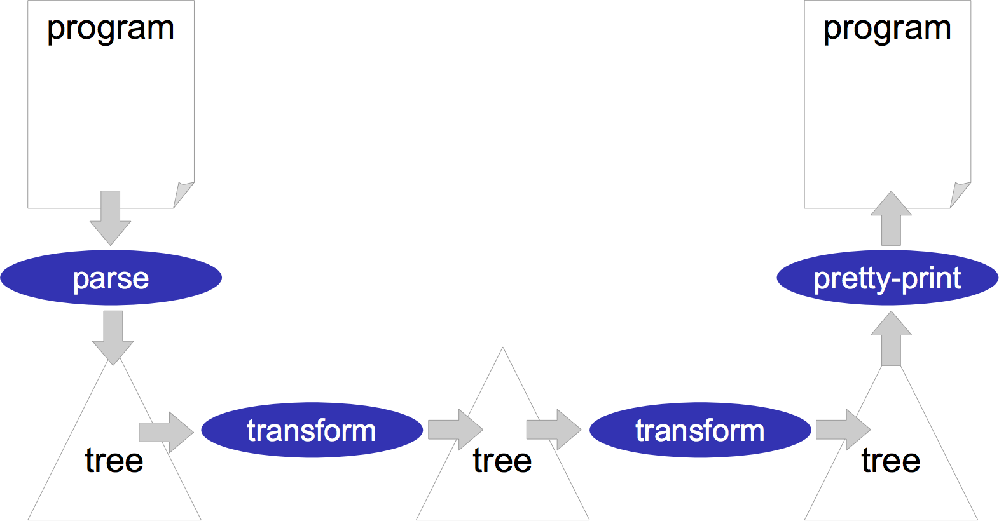 program
program
parse
pretty-print
transform
transform
tree
tree
tree